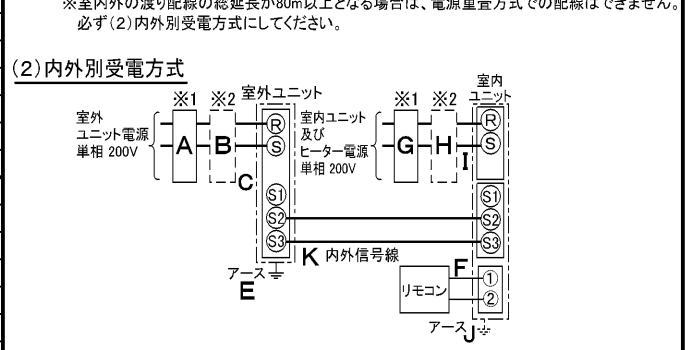 ※室内外の渡り配線の総延長が80m以上となる場合は、電源重畳方式での配線はできません。
必ず(2)内外別受電方式にしてください。
(2)内外別受電方式
※1 ※2 室外ユニット
室外
ユニット電源
単相 200V
A B
R
S
C
S1
S2
S3
アース
E
K 内外信号線
※1 ※2
室内
ユニット
室内ユニット
及び
ヒーター電源
単相 200V
G H
I
R
S
S1
S2
S3
F
リモコン
1
2
アース
J